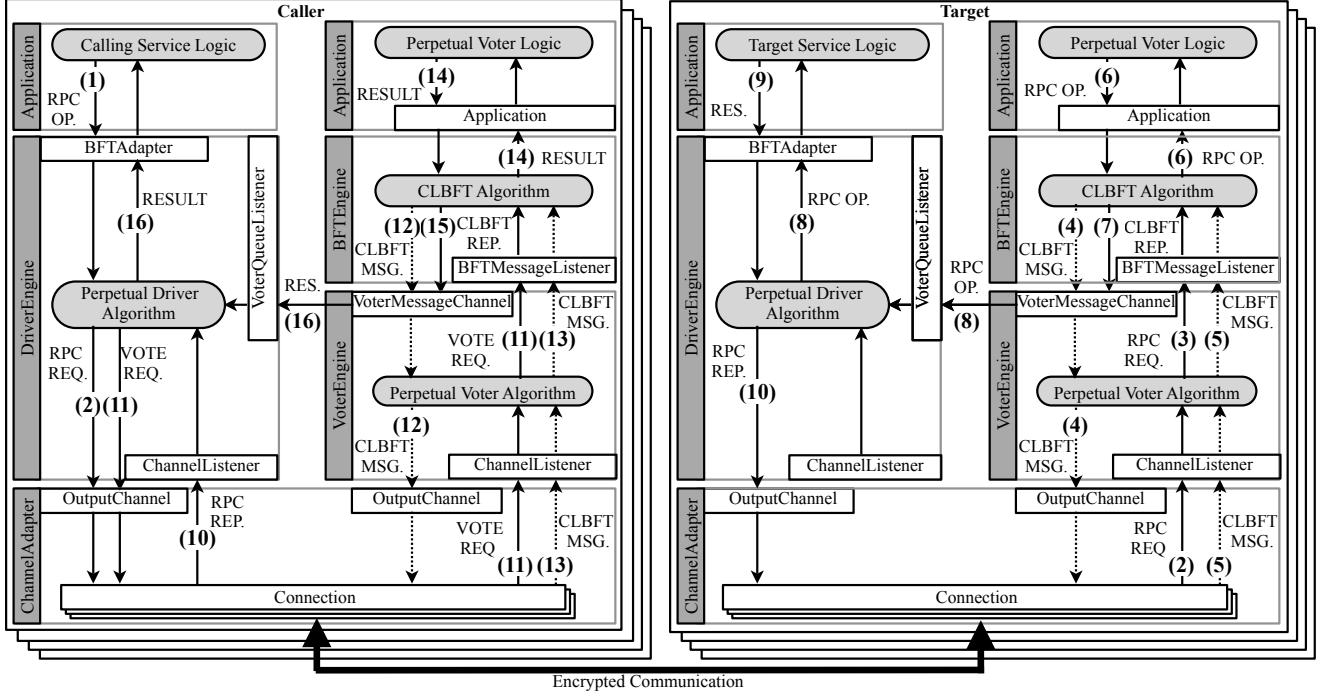 Caller
Application
Calling Service Logic
(1)
RPC
OP.
Application
Perpetual Voter Logic
(14)
RESULT
Application
DriverEngine
BFTAdapter
RESULT
(16)
VoterQueueListener
Perpetual Driver
Algorithm
RPC
REQ.
(2)
VOTE
REQ.
(11)
ChannelListener
RES.
(16)
BFTEngine
(14)
RESULT
CLBFT Algorithm
(12)
(15)
CLBFT
MSG.
CLBFT
REP.
BFTMessageListener
VoterEngine
VoterMessageChannel
CLBFT
MSG.
VOTE
REQ.
(11)
(13)
Perpetual Voter Algorithm
(12)
CLBFT
MSG.
ChannelListener
ChannelAdapter
OutputChannel
RPC
REP.
(10)
OutputChannel
VOTE
REQ
(11)
CLBFT
MSG.
(13)
Connection
Target
Application
Target Service Logic
(9)
RES.
Application
Perpetual Voter Logic
(6)
RPC OP.
Application
DriverEngine
BFTAdapter
RPC OP.
(8)
VoterQueueListener
Perpetual Driver
Algorithm
RPC
REP.
(10)
ChannelListener
RPC
OP.
(8)
BFTEngine
(6)
RPC OP.
CLBFT Algorithm
(4)
(7)
CLBFT
MSG.
CLBFT
REP.
BFTMessageListener
VoterEngine
VoterMessageChannel
CLBFT
MSG.
RPC
REQ.
(3)
(5)
Perpetual Voter Algorithm
(4)
CLBFT
MSG.
ChannelListener
ChannelAdapter
OutputChannel
OutputChannel
RPC
REQ
(2)
CLBFT
MSG.
(5)
Connection
Encrypted Communication